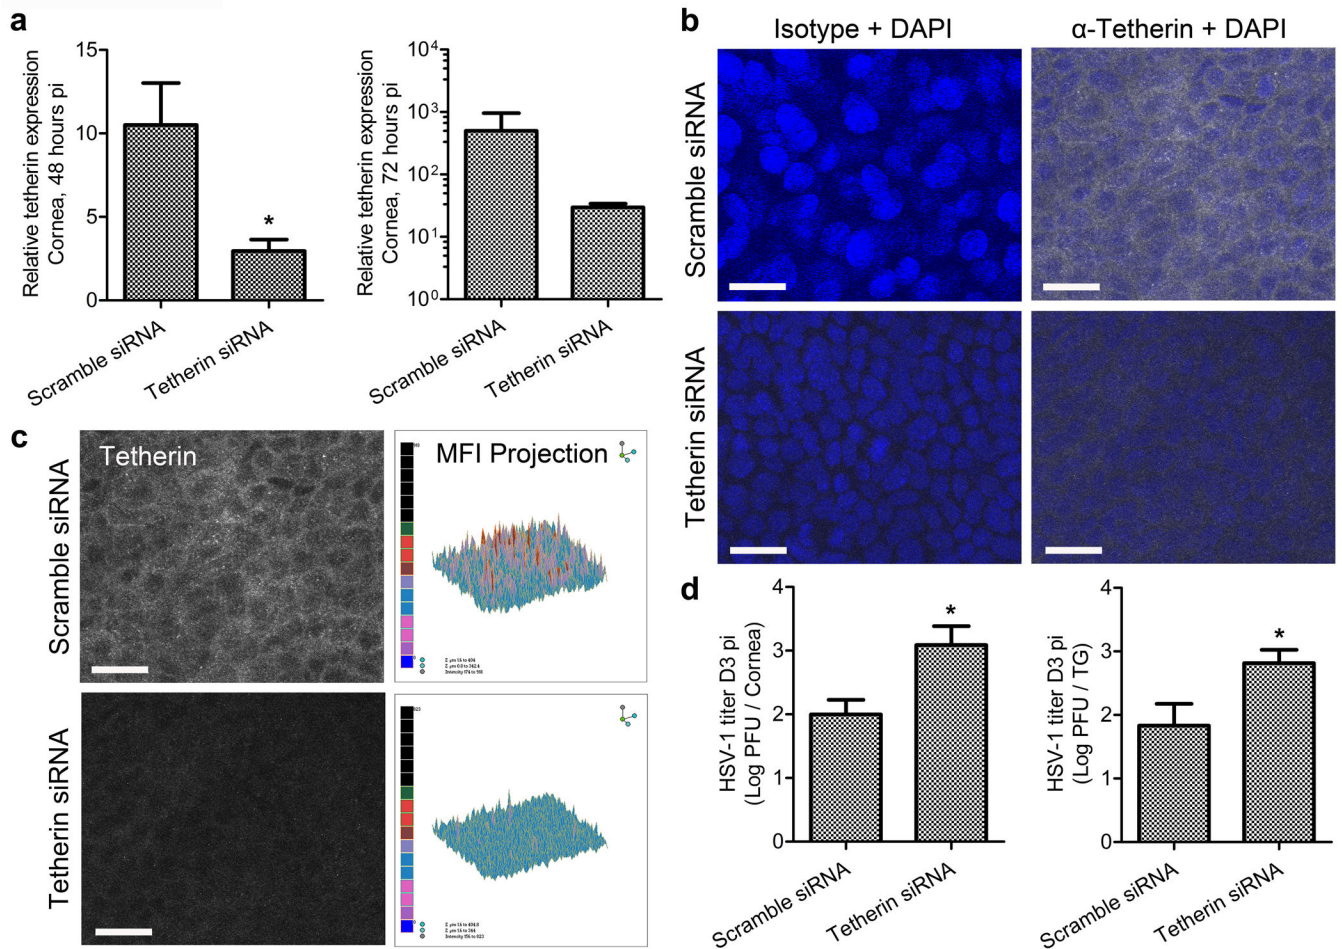 a
Relative tetherin expression
Cornea, 48 hours pi
15
10
5
0
*
Scramble siRNA
Tetherin siRNA
Relative tetherin expression
Cornea, 72 hours pi
10⁴
10³
10²
10¹
10⁰
Scramble siRNA
Tetherin siRNA
b
Isotype + DAPI
α-Tetherin + DAPI
Scramble siRNA
Tetherin siRNA
c
Scramble siRNA
Tetherin
MFI Projection
Tetherin siRNA
d
HSV-1 titer D3 pi
(Log PFU / Cornea)
4
3
2
1
0
*
Scramble siRNA
Tetherin siRNA
HSV-1 titer D3 pi
(Log PFU / TG)
4
3
2
1
0
*
Scramble siRNA
Tetherin siRNA